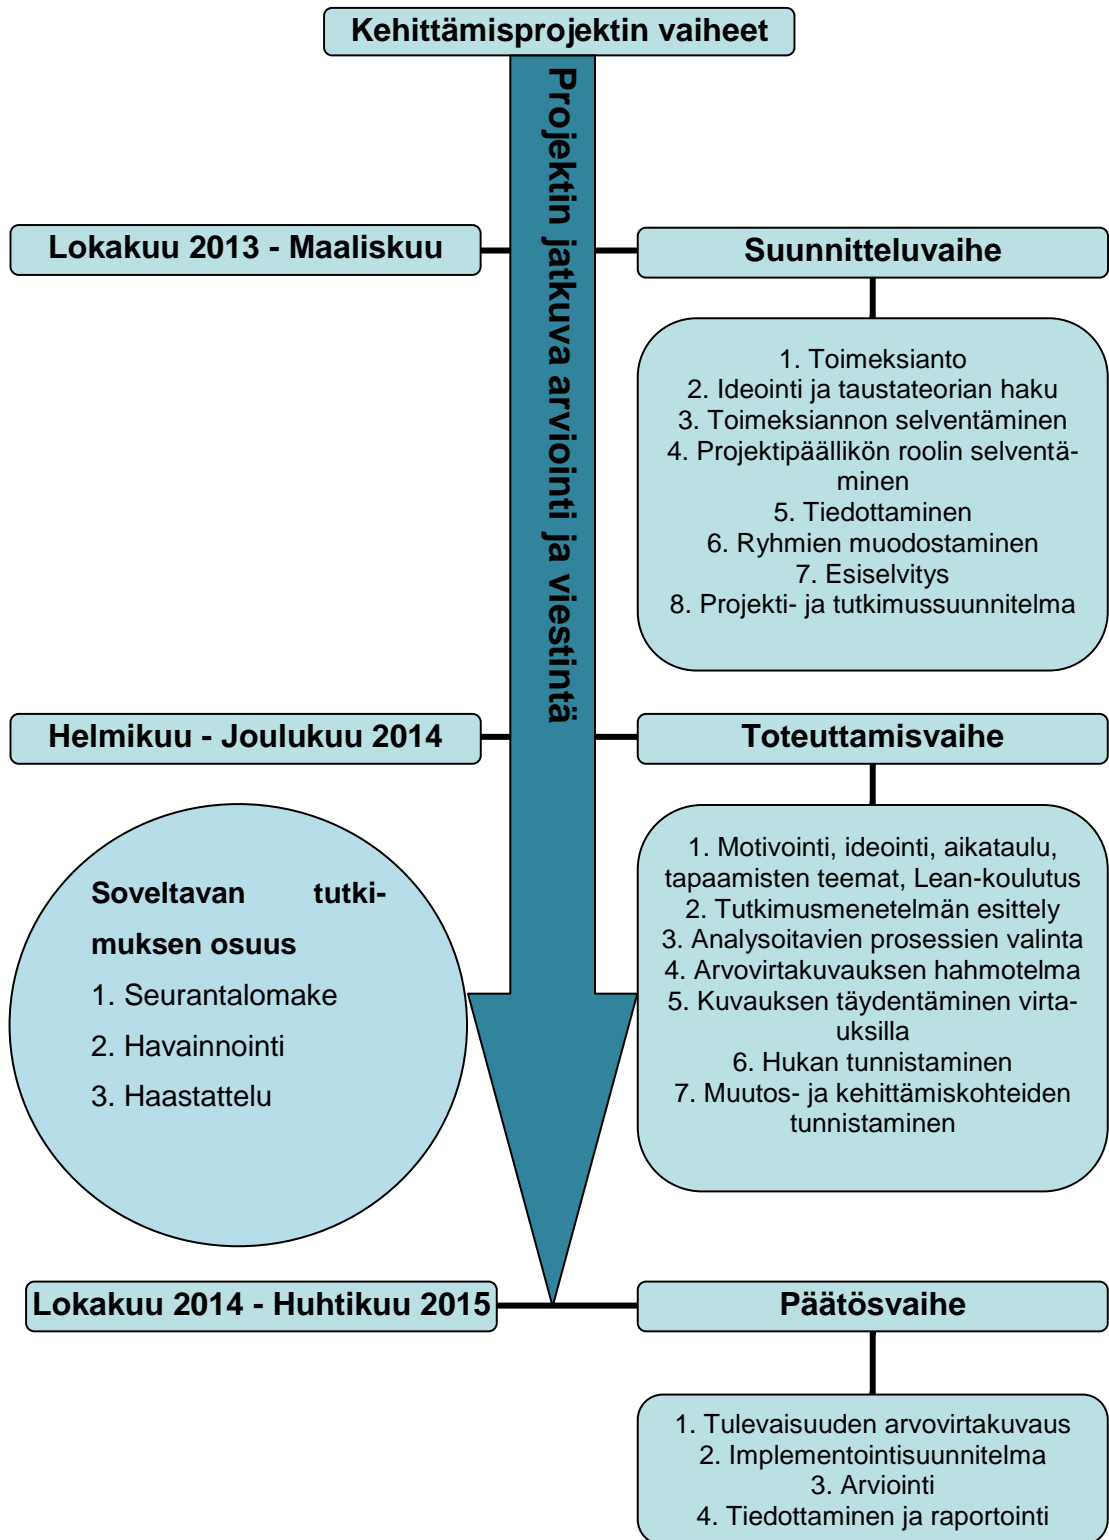 Kehittämisprojektin vaiheet
Projektin jatkuva arviointi ja viestintä
Lokakuu 2013 - Maaliskuu
Suunnitteluvaihe
1. Toimeksianto
2. Ideointi ja taustateorian haku
3. Toimeksiannon selventäminen
4. Projektipäällikön roolin selventä-
minen
5. Tiedottaminen
6. Ryhmien muodostaminen
7. Esiselvitys
8. Projekti- ja tutkimussuunnitelma
Helmikuu - Joulukuu 2014
Toteuttamisvaihe
Soveltavan tutki-
muksen osuus
1. Seurantalomake
2. Havainnointi
3. Haastattelu
1. Motivointi, ideointi, aikataulu,
tapaamisten teemat, Lean-koulutus
2. Tutkimusmenetelmän esittely
3. Analysoitavien prosessien valinta
4. Arvovirtakuvauksen hahmotelma
5. Kuvauksen täydentäminen virta-
uksilla
6. Hukan tunnistaminen
7. Muutos- ja kehittämiskohteiden
tunnistaminen
Lokakuu 2014 - Huhtikuu 2015
Päätösvaihe
1. Tulevaisuuden arvovirtakuvaus
2. Implementointisuunnitelma
3. Arviointi
4. Tiedottaminen ja raportointi